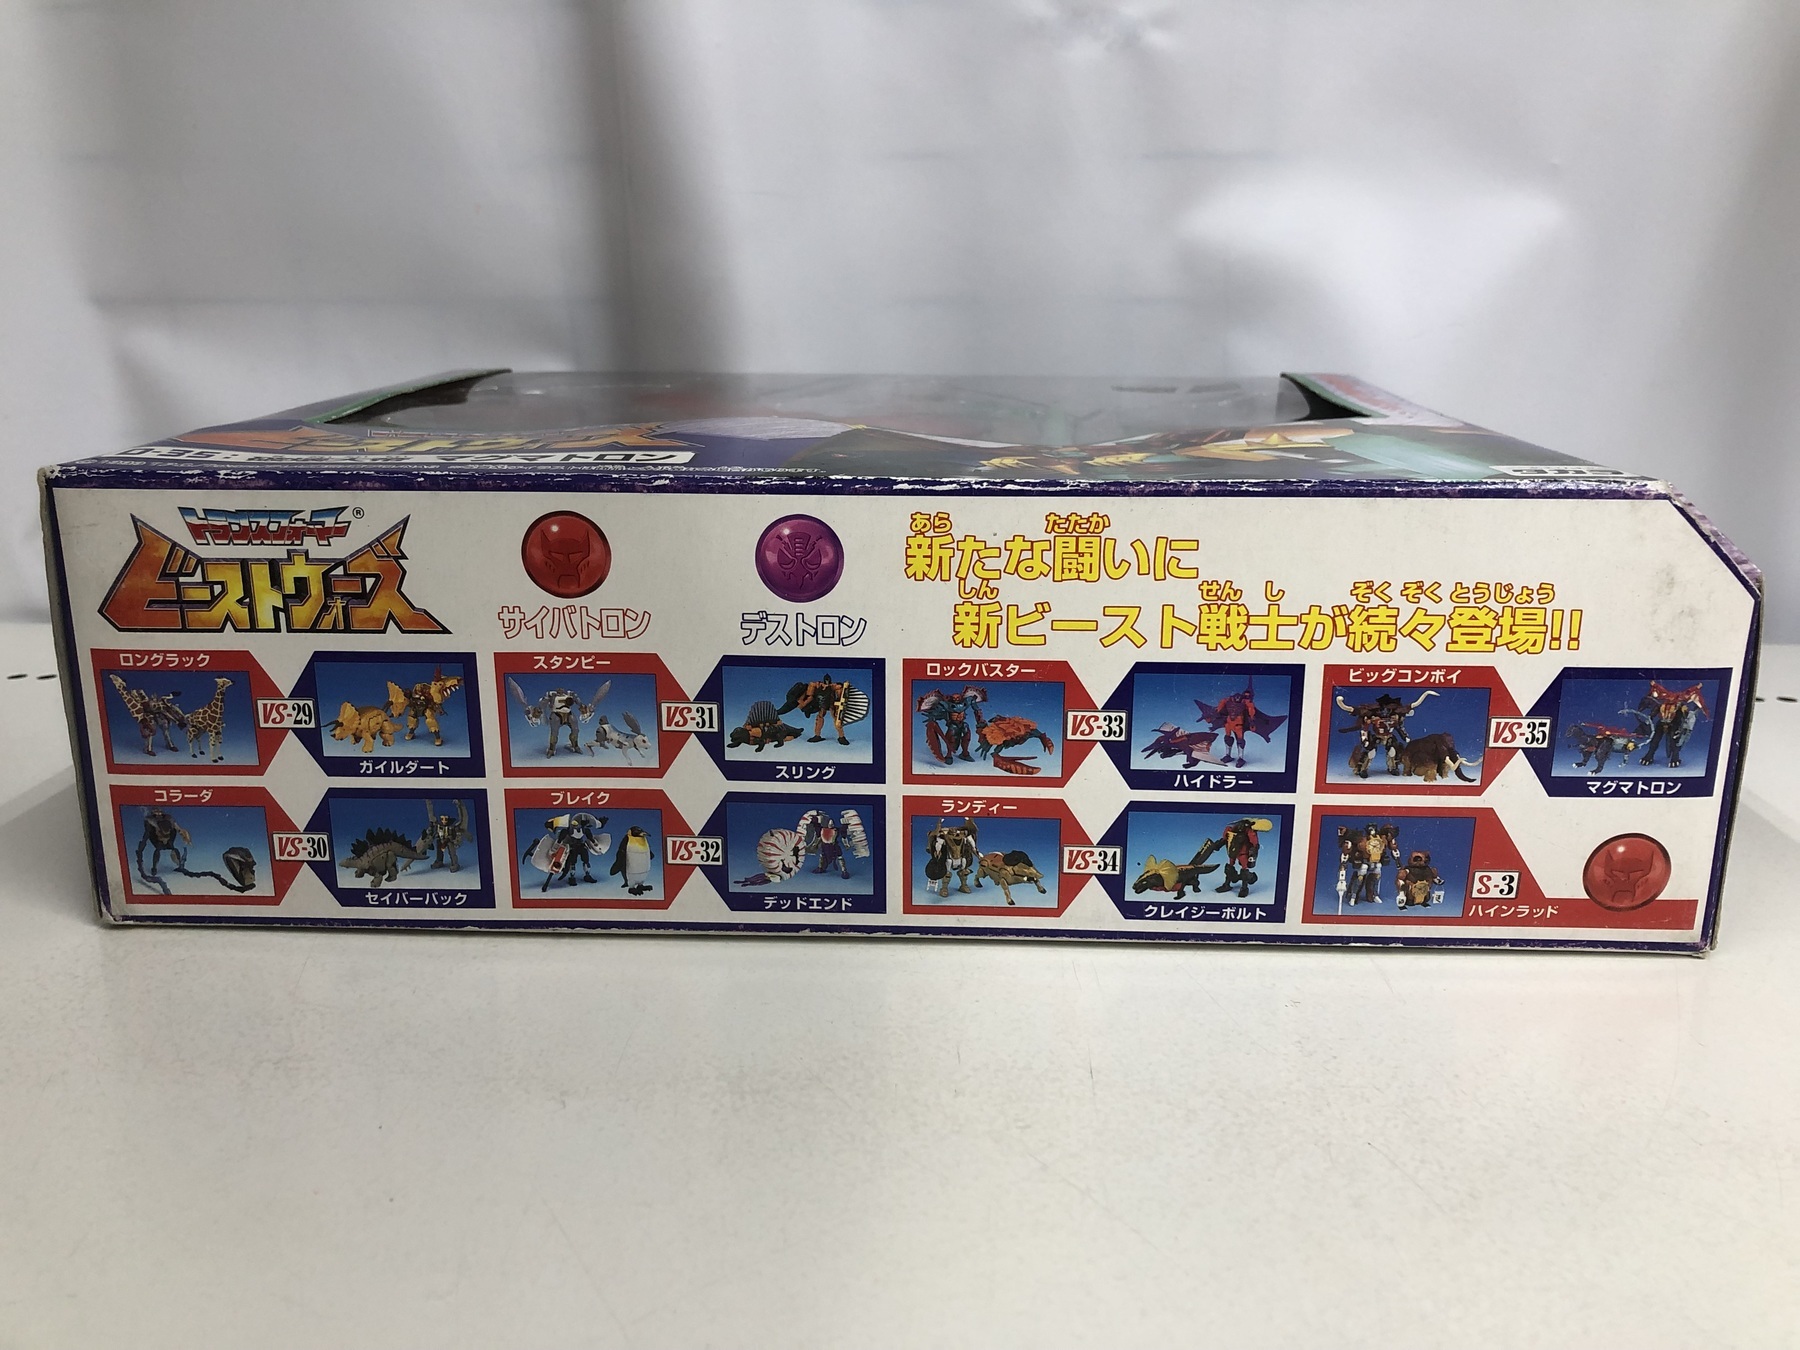 マグマトロン
トランスフォーマー®
ビーストウォーズ
サイバトロン
デストロン
あら たたか
新たな闘いに
しん せん し ぞくぞくとうじょう
新ビースト戦士が続々登場!!
ロングラック
VS-29
ガイルダート
スタンピー
VS-31
スリング
ロックバスター
VS-33
ハイドラー
ビッグコンボイ
VS-35
マグマトロン
コラーダ
VS-30
セイバーバック
ブレイク
VS-32
デッドエンド
ランディー
VS-34
クレイジーボルト
S-3
ハインラッド